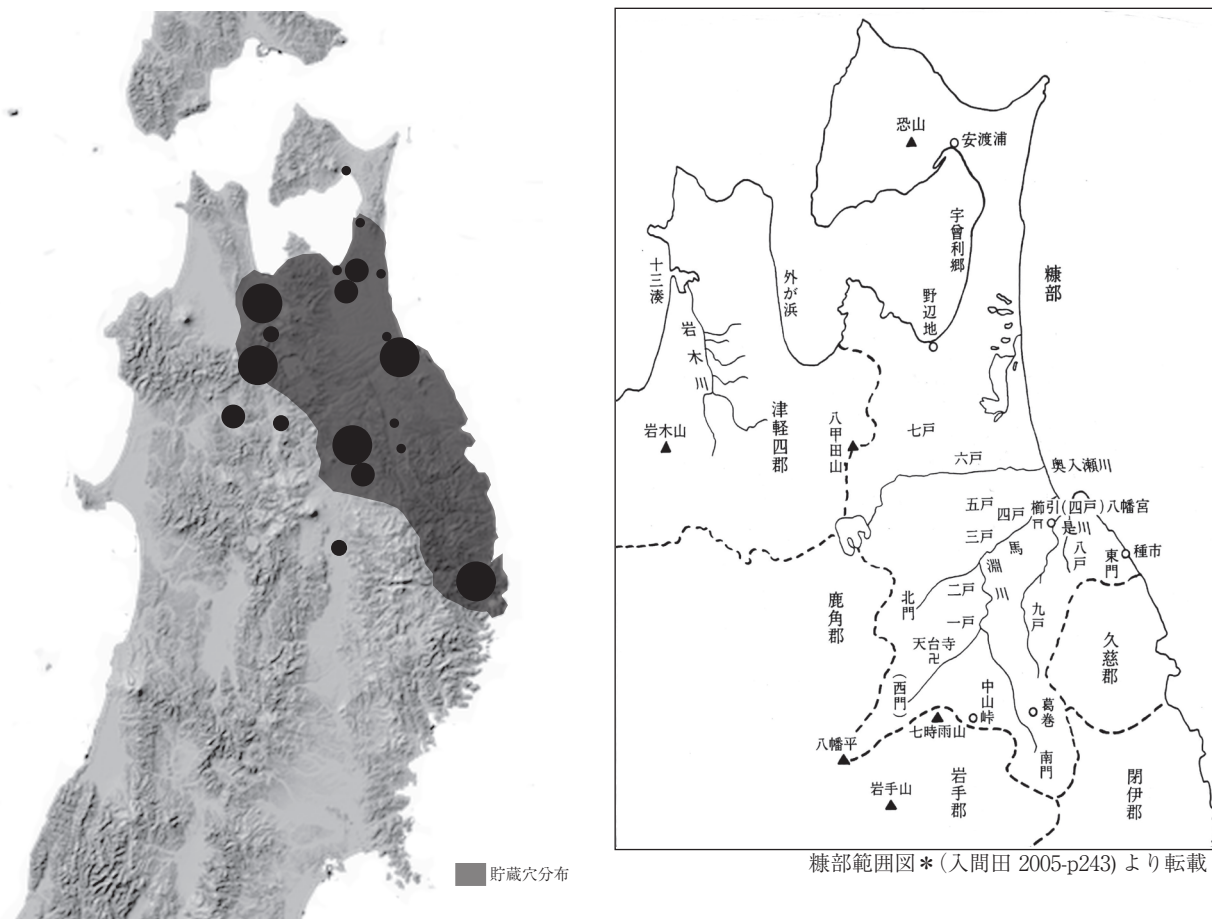 貯蔵穴分布
恐山
安渡浦
宇曽利郷
糠部
十三湊
外が浜
野辺地
岩木川
津軽四郡
岩木山
八甲田山
七戸
六戸
奥入瀬川
五戸
四戸
櫛引(四戸)八幡宮
是川
三戸
馬淵川
八戸
東門
種市
鹿角郡
北門
二戸
一戸
九戸
久慈郡
天台寺
卍
(西門)
中山峠
葛巻
七時雨山
八幡平
南門
岩手山
岩手郡
閉伊郡
糠部範囲図*(入間田 2005-p243) より転載